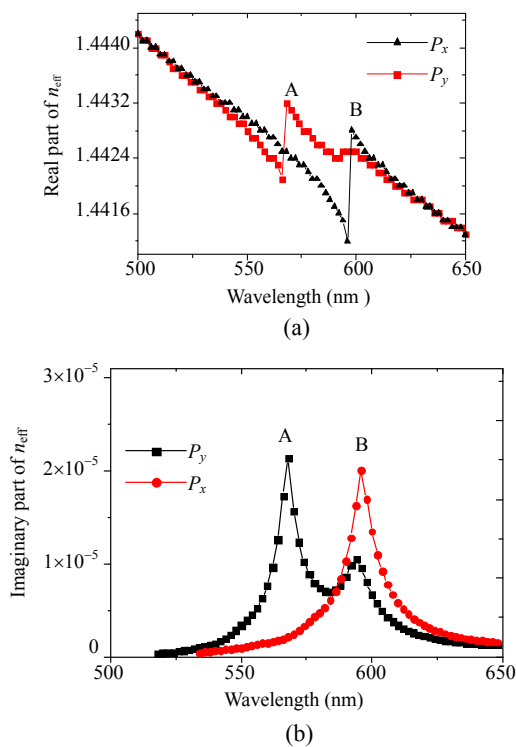 1.4440
1.4432
1.4424
1.4416
Real part of n_eff
A
B
P_x
P_y
500
550
600
650
Wavelength (nm )
(a)
3×10⁻⁵
2×10⁻⁵
1×10⁻⁵
0
Imaginary part of n_eff
A
B
P_y
P_x
500
550
600
650
Wavelength (nm)
(b)